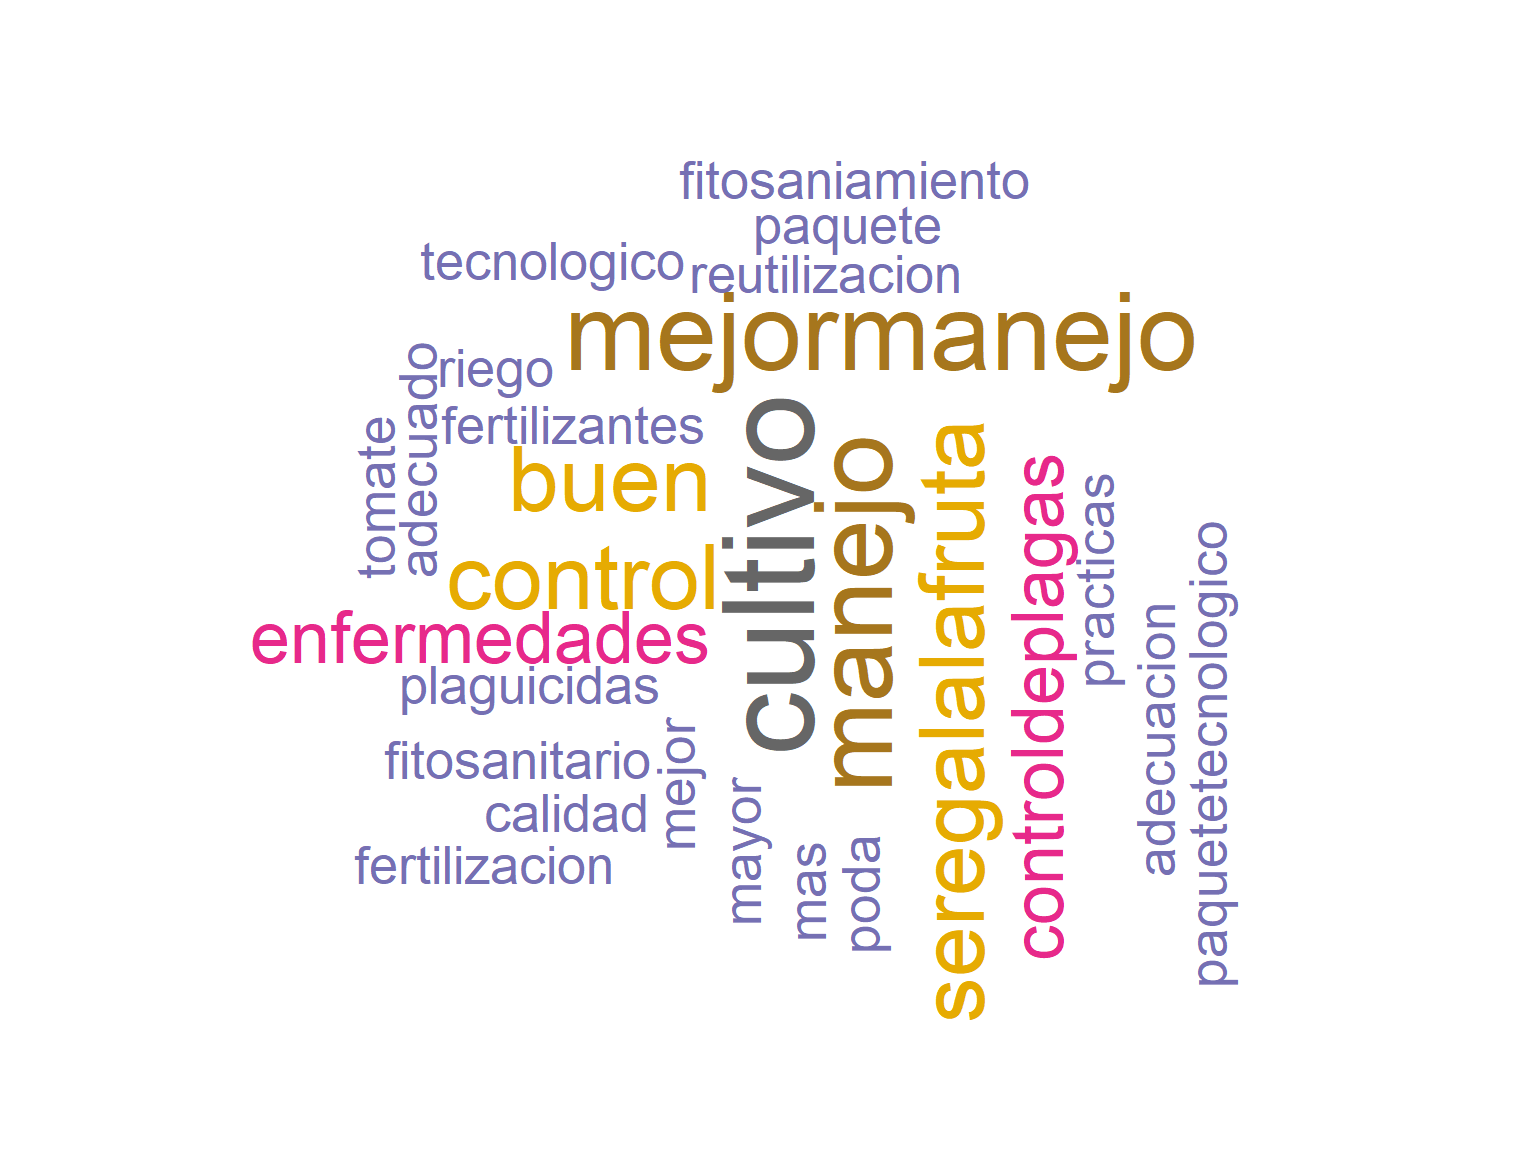 fitosaniamiento
paquete
tecnologico
reutilizacion
mejormanejo
riego
adecuado
tomate
fertilizantes
buen
control
enfermedades
cultivo
manejo
seregalalafruta
controldeplagas
practicas
adecuacion
paquetetecnologico
plaguicidas
fitosanitario
mejor
calidad
fertilizacion
mayor
mas
poda